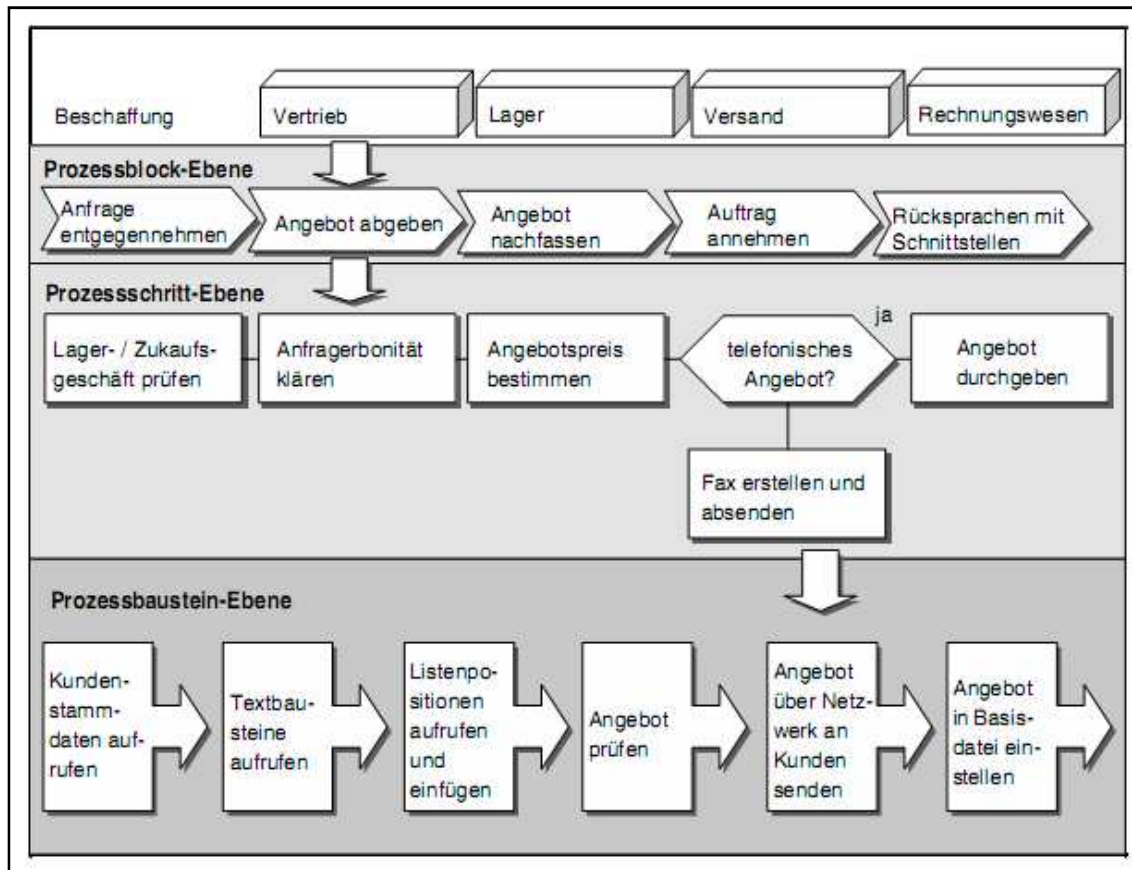 Beschaffung
Vertrieb
Lager
Versand
Rechnungswesen
Prozessblock-Ebene
Anfrage
entgegennehmen
Angebot abgeben
Angebot
nachfassen
Auftrag
annehmen
Rücksprachen mit
Schnittstellen
Prozessschritt-Ebene
Lager- / Zukaufs-
geschäft prüfen
Anfragerbonität
klären
Angebotspreis
bestimmen
telefonisches
Angebot?
ja
Angebot
durchgeben
Fax erstellen und
absenden
Prozessbaustein-Ebene
Kunden-
stamm-
daten auf-
rufen
Textbau-
steine
aufrufen
Listenpo-
sitionen
aufrufen
und
einfügen
Angebot
prüfen
Angebot
über Netz-
werk an
Kunden
senden
Angebot
in Basis-
datei ein-
stellen